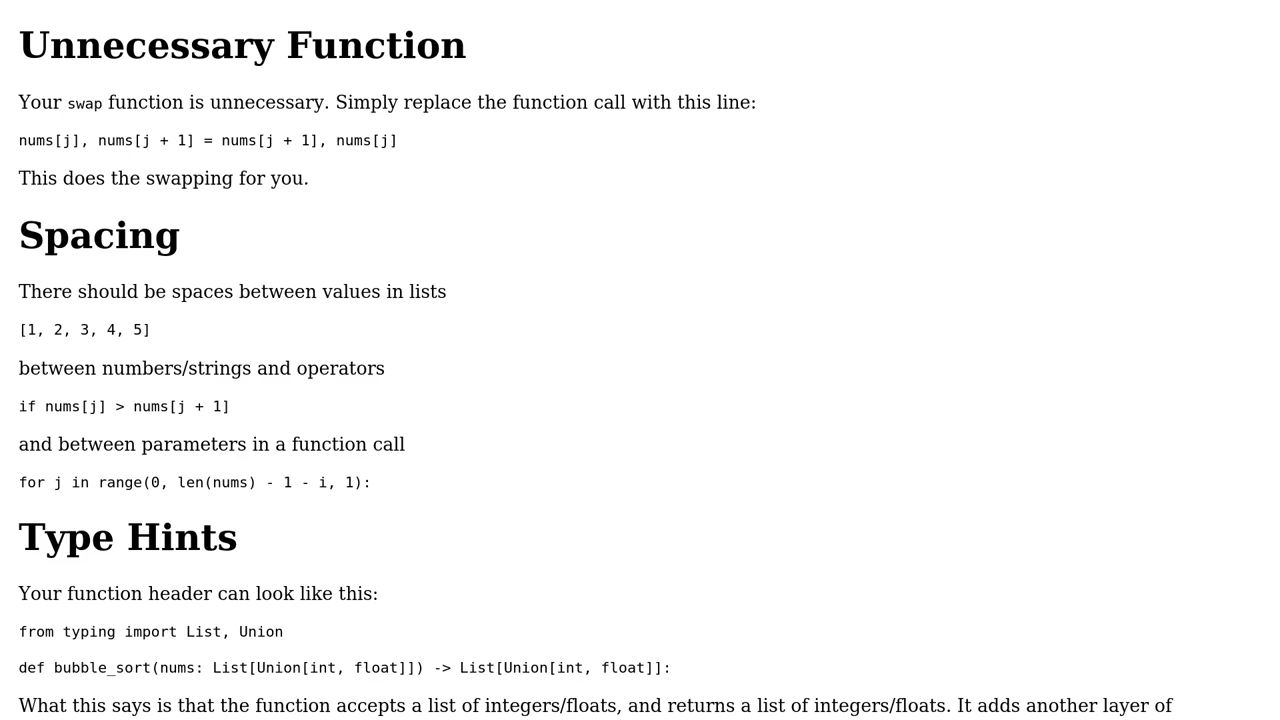 Unnecessary Function
Your swap function is unnecessary. Simply replace the function call with this line:
nums[j], nums[j + 1] = nums[j + 1], nums[j]
This does the swapping for you.
Spacing
There should be spaces between values in lists
[1, 2, 3, 4, 5]
between numbers/strings and operators
if nums[j] > nums[j + 1]
and between parameters in a function call
for j in range(0, len(nums) - 1 - i, 1):
Type Hints
Your function header can look like this:
from typing import List, Union
def bubble_sort(nums: List[Union[int, float]]) -> List[Union[int, float]]:
What this says is that the function accepts a list of integers/floats, and returns a list of integers/floats. It adds another layer of